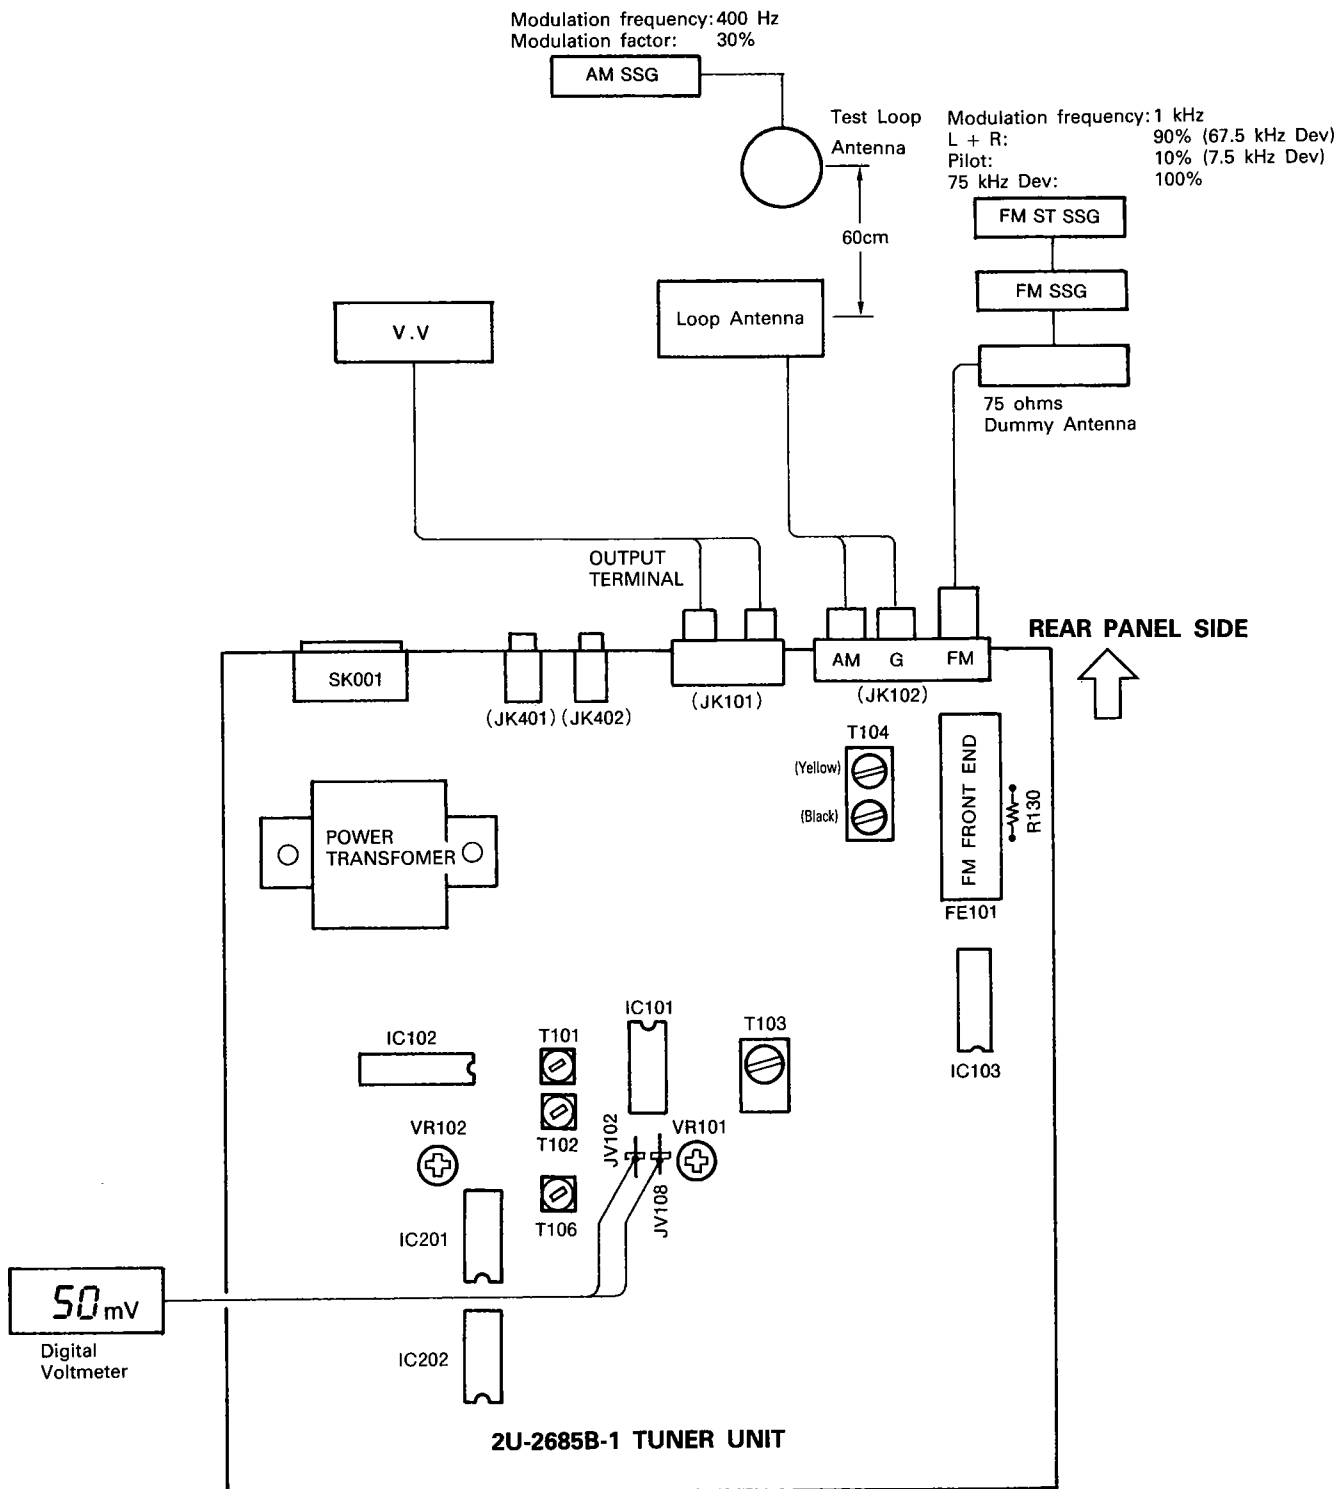 Modulation frequency: 400 Hz
Modulation factor: 30%
AM SSG
Test Loop
Antenna
Modulation frequency: 1 kHz
L + R: 90% (67.5 kHz Dev)
Pilot: 10% (7.5 kHz Dev)
75 kHz Dev: 100%
FM ST SSG
60cm
FM SSG
V.V
Loop Antenna
75 ohms
Dummy Antenna
OUTPUT
TERMINAL
REAR PANEL SIDE
SK001
AM G FM
(JK401) (JK402)
(JK101)
(JK102)
T104
(Yellow)
(Black)
FM FRONT END
R130
POWER
TRANSFOMER
FE101
IC101
IC102
T101
T103
IC103
VR102
T102
JV102
VR101
JV108
T106
IC201
50 mV
Digital
Voltmeter
IC202
2U-2685B-1 TUNER UNIT